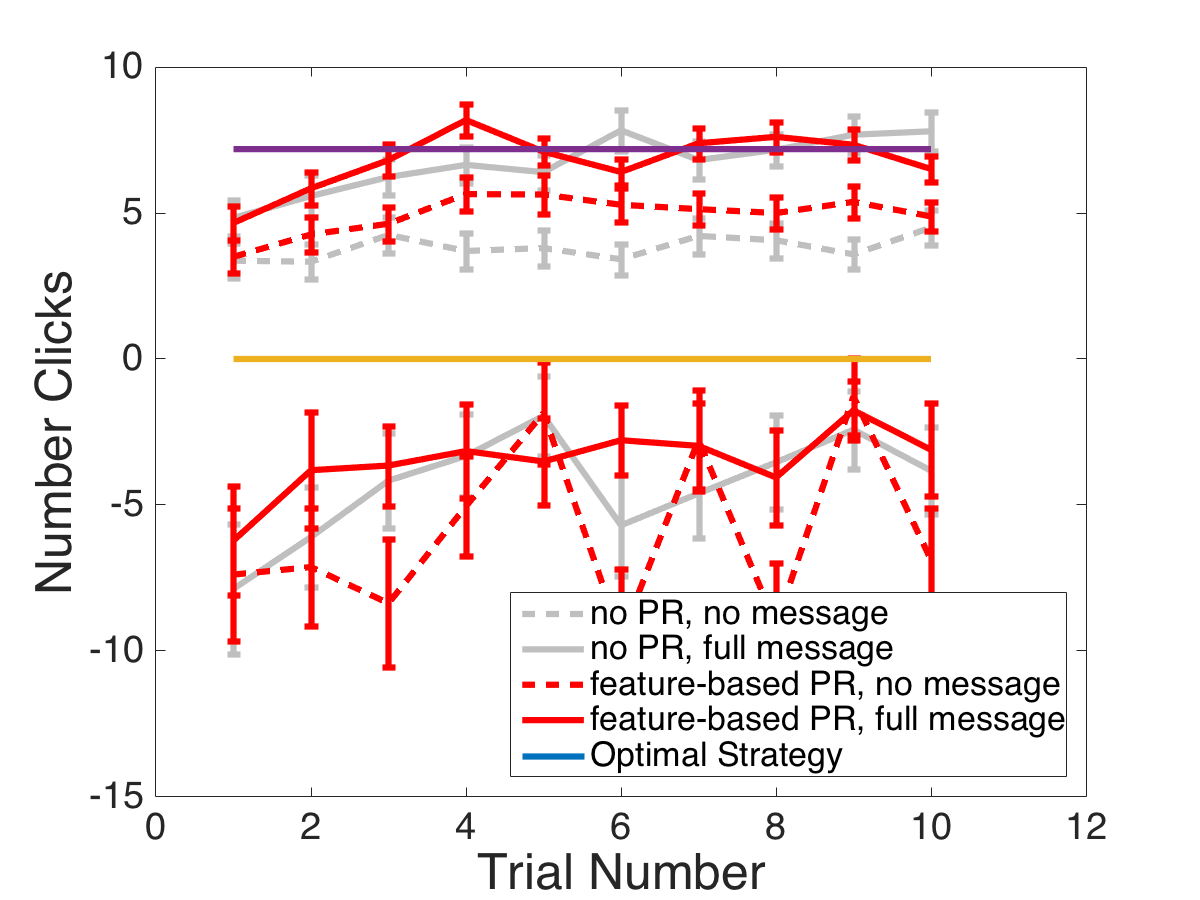 10
5
0
-5
-10
-15
Number Clicks
no PR, no message
no PR, full message
feature-based PR, no message
feature-based PR, full message
Optimal Strategy
0 2 4 6 8 10 12
Trial Number